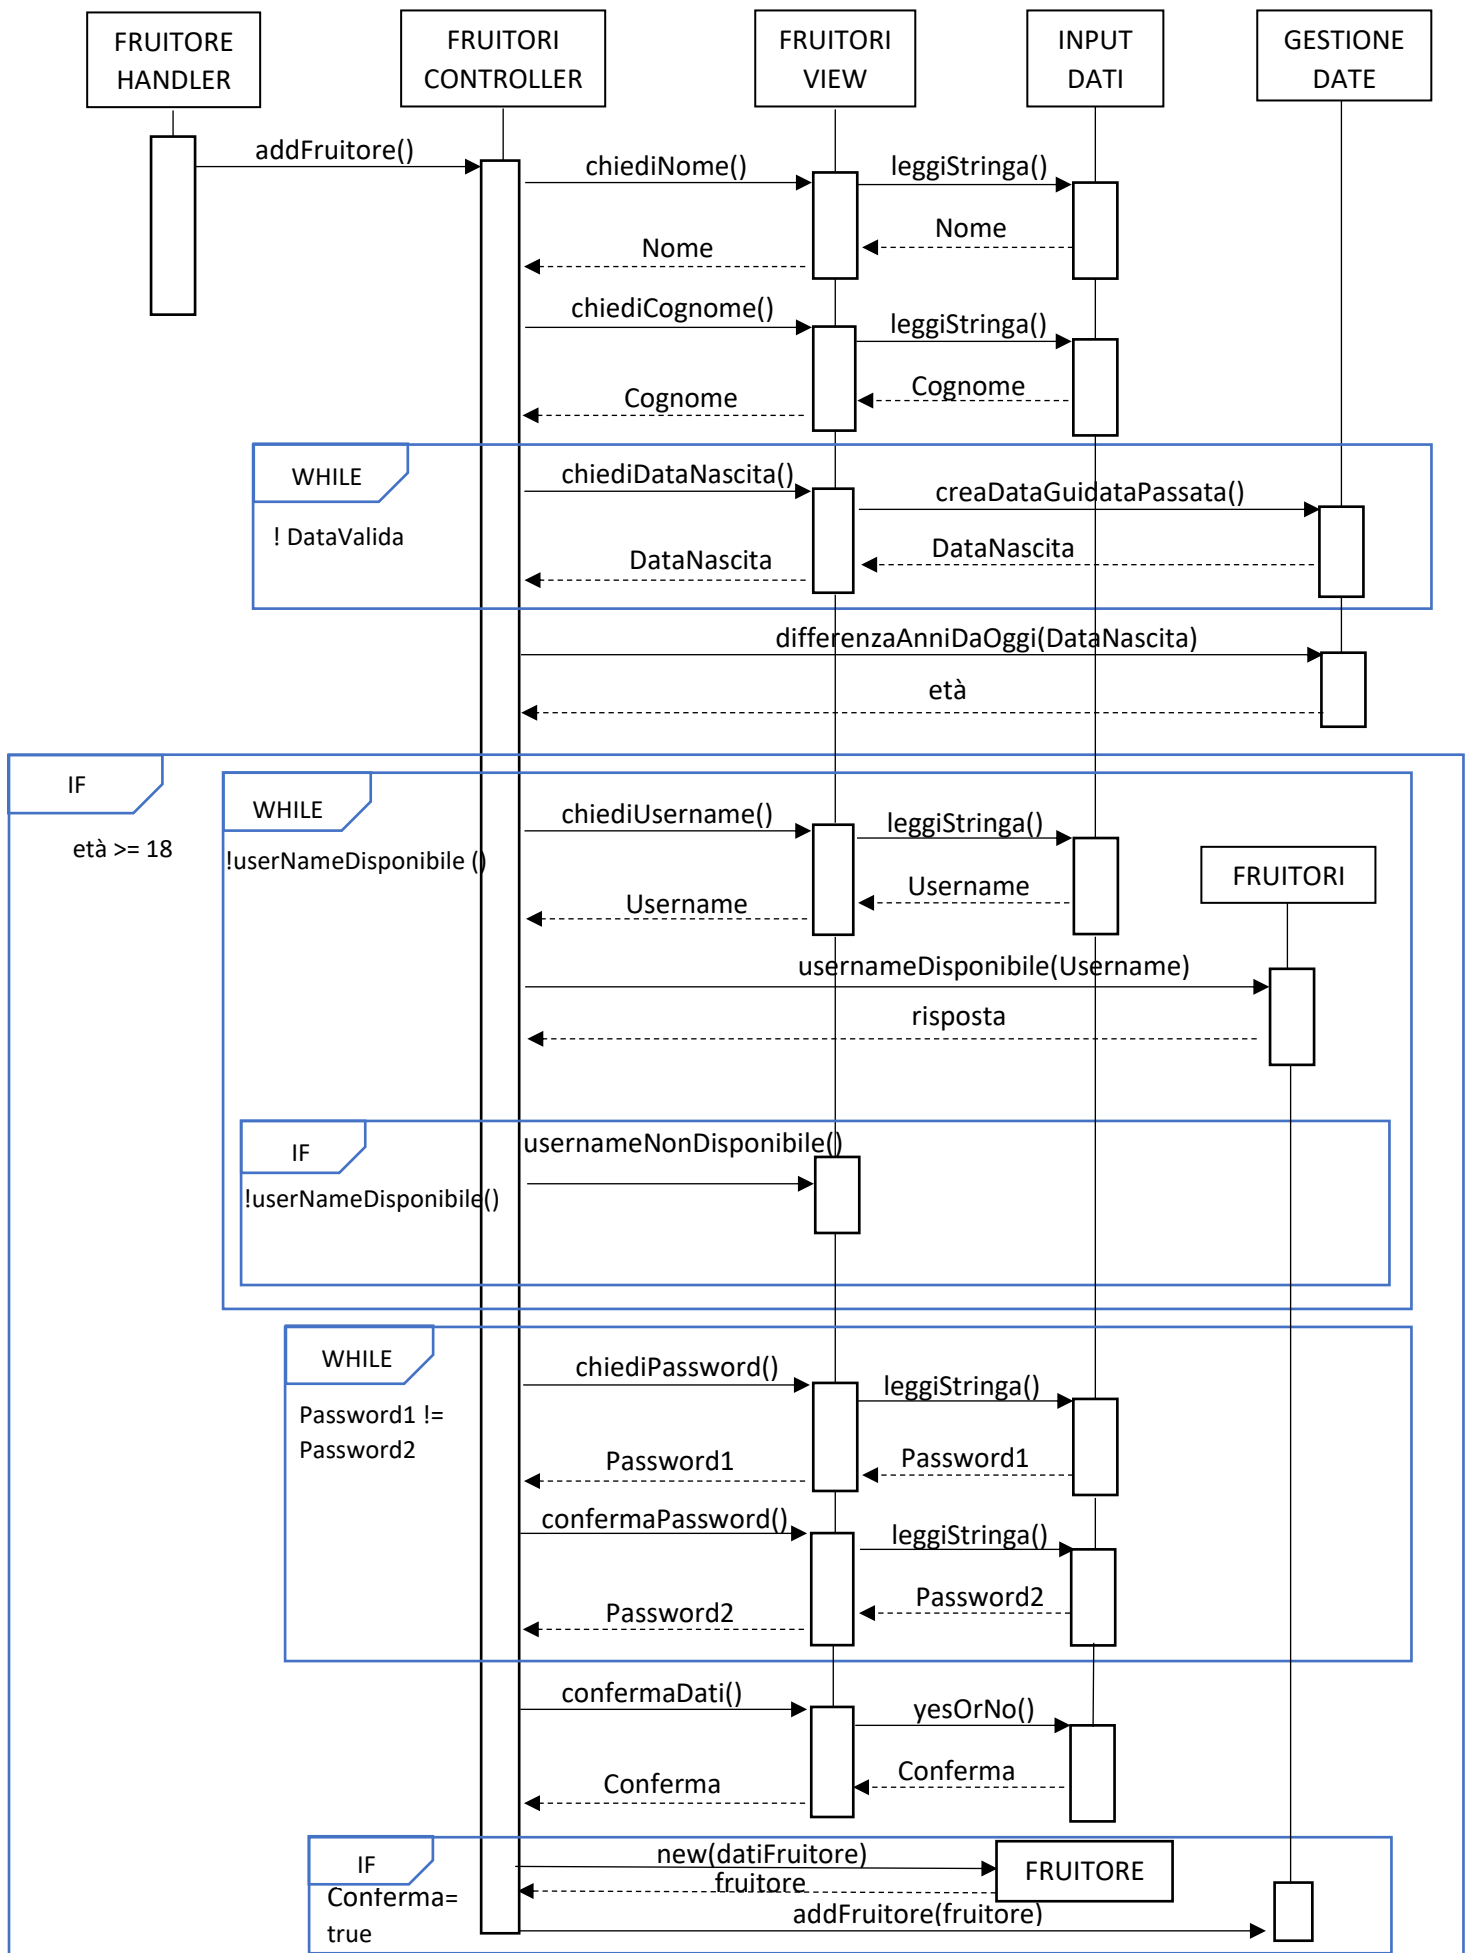 FRUITORE
HANDLER
FRUITORI
CONTROLLER
FRUITORI
VIEW
INPUT
DATI
GESTIONE
DATE
addFruitore()
chiediNome()
leggiStringa()
Nome
Nome
chiediCognome()
leggiStringa()
Cognome
Cognome
WHILE
! DataValida
chiediDataNascita()
creaDataGuidataPassata()
DataNascita
DataNascita
differenzaAnniDaOggi(DataNascita)
età
IF
età >= 18
WHILE
!userNameDisponibile ()
chiediUsername()
leggiStringa()
FRUITORI
Username
Username
usernameDisponibile(Username)
risposta
IF
!userNameDisponibile()
usernameNonDisponibile()
WHILE
Password1 !=
Password2
chiediPassword()
leggiStringa()
Password1
Password1
confermaPassword()
leggiStringa()
Password2
Password2
confermaDati()
yesOrNo()
Conferma
Conferma
IF
Conferma=
true
new(datiFruitore)
FRUITORE
fruitore
addFruitore(fruitore)